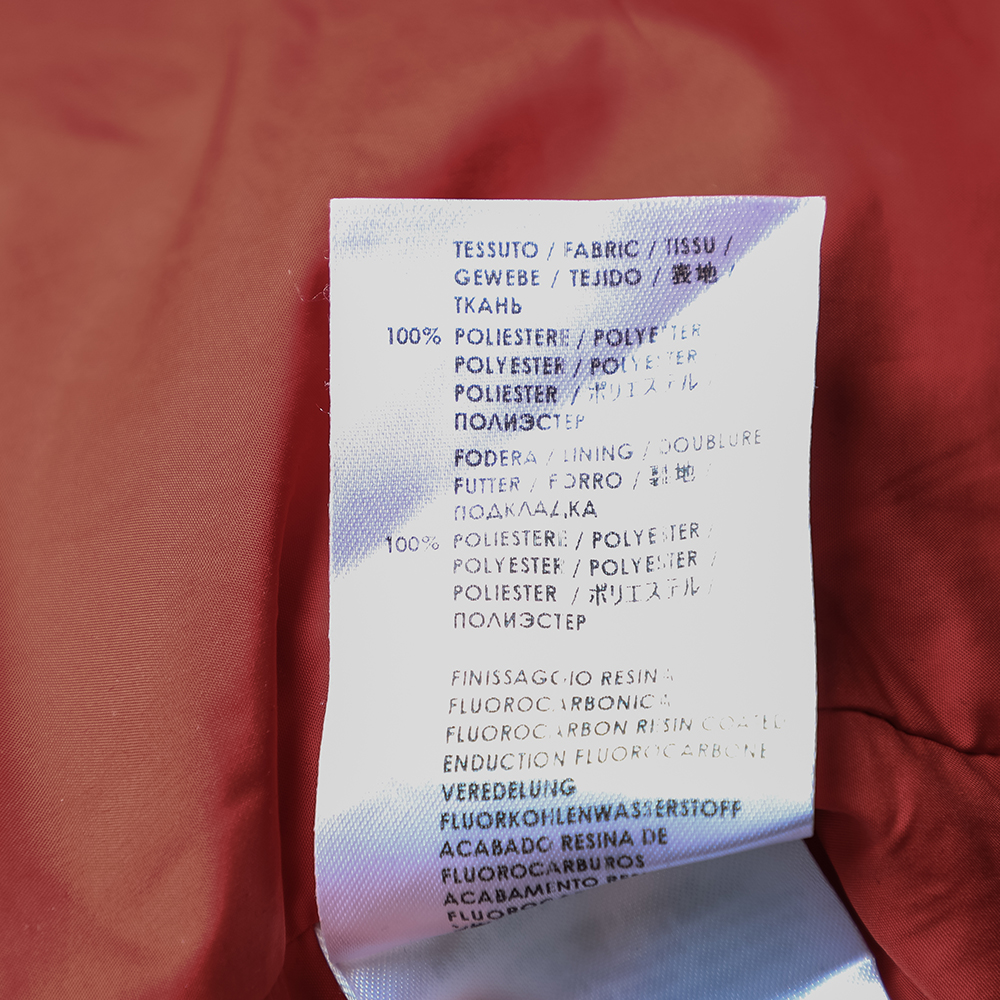 TESSUTO / FABRIC / TISSU /
GEWEBE / TEJIDO / 表地 /
ТКАНЬ
100% POLIESTERE / POLYESTER
POLYESTER / POLYESTER
POLIESTER / ポリエステル /
ПОЛИЭСТЕР
FODERA / LINING / DOUBLURE
FUTTER / FORRO / 裏地 /
ПОДКЛАДКА
100% POLIESTERE / POLYESTER /
POLYESTER / POLYESTER /
POLIESTER / ポリエステル /
ПОЛИЭСТЕР
FINISSAGGIO RESINA
FLUOROCARBONICA
FLUOROCARBON RESIN COATED
ENDUCTION FLUOROCARBONE
VEREDELUNG
FLUORKOHLENWASSERSTOFF
ACABADO RESINA DE
FLUOROCARBUROS
ACABAMENTO